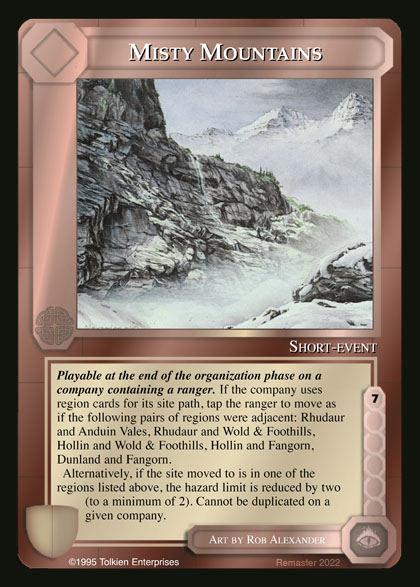 Misty Mountains
Short-event
Playable at the end of the organization phase on a
company containing a ranger. If the company uses
region cards for its site path, tap the ranger to move as
if the following pairs of regions were adjacent: Rhudaur
and Anduin Vales, Rhudaur and Wold & Foothills,
Hollin and Wold & Foothills, Hollin and Fangorn,
Dunland and Fangorn.
Alternatively, if the site moved to is in one of the
regions listed above, the hazard limit is reduced by two
(to a minimum of 2). Cannot be duplicated on a
given company.
7
Art by Rob Alexander
©1995 Tolkien Enterprises
Remaster 2022